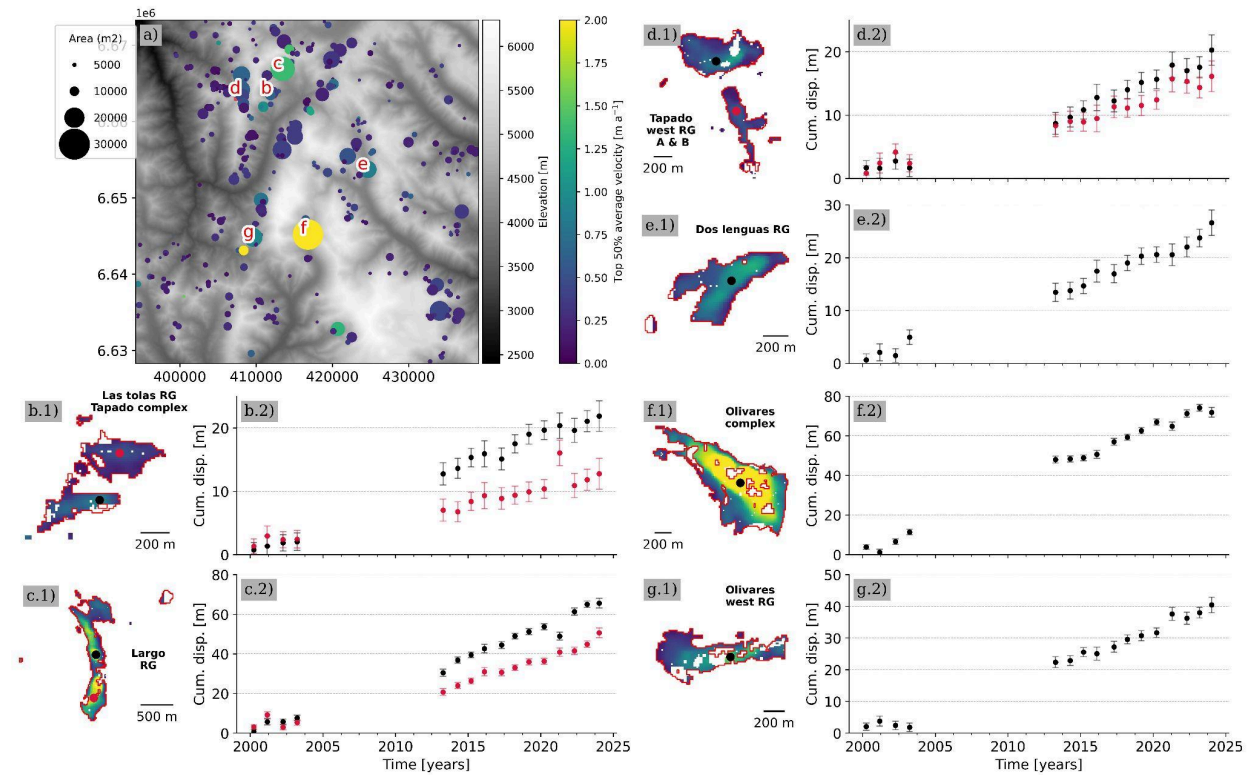 1e6
a)
Area (m2)
5000
10000
20000
30000
6.67
6.66
6.55
6.64
6.53
400000 410000 420000 430000
c
d b
e
g f
6000
5500
5000
4500
4000
3500
3000
2500
Elevation [m]
2.00
1.75
1.50
1.25
1.00
0.75
0.50
0.25
0.00
Top 50% average velocity [m a⁻¹]
d.1)
Tapado
west RG
A & B
200 m
d.2)
Cum. disp. [m]
20
10
0
e.1)
Dos lenguas RG
200 m
e.2)
Cum. disp. [m]
30
20
10
0
b.1)
Las tolas RG
Tapado complex
200 m
b.2)
Cum. disp. [m]
20
10
0
f.1)
Olivares
complex
200 m
f.2)
Cum. disp. [m]
80
60
40
20
0
c.1)
Largo
RG
500 m
c.2)
Cum. disp. [m]
80
60
40
20
0
2000 2005 2010 2015 2020 2025
Time [years]
g.1)
Olivares
west RG
200 m
g.2)
Cum. disp. [m]
50
40
30
20
10
0
2000 2005 2010 2015 2020 2025
Time [years]